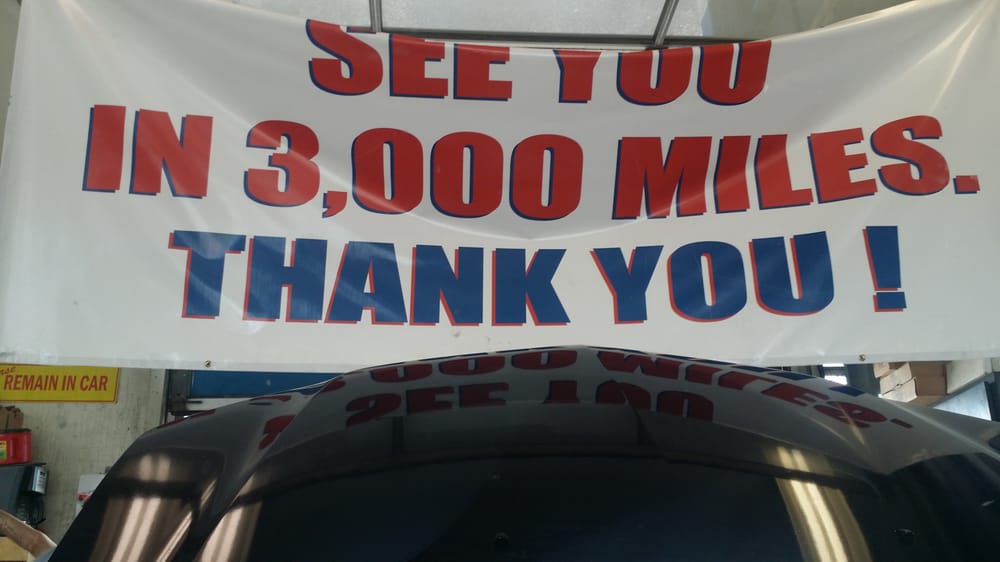 SEE YOU
IN 3,000 MILES.
THANK YOU !
REMAIN IN CAR